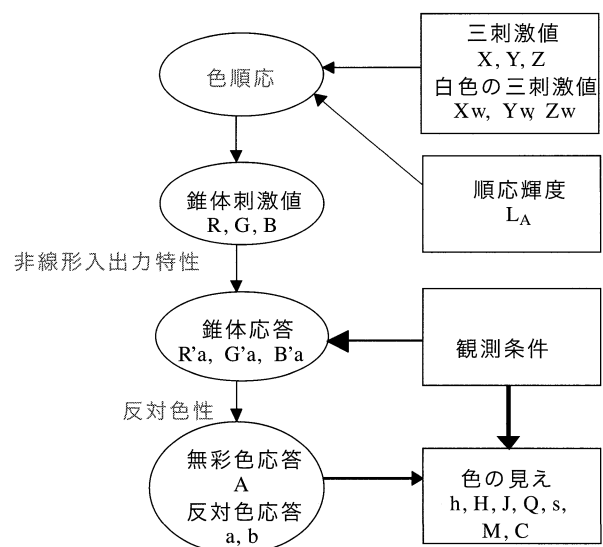 三刺激値
X, Y, Z
白色の三刺激値
Xw, Yw, Zw
色順応
順応輝度
LA
錐体刺激値
R, G, B
非線形入出力特性
錐体応答
R'a, G'a, B'a
観測条件
反対色性
無彩色応答
A
反対色応答
a, b
色の見え
h, H, J, Q, s,
M, C